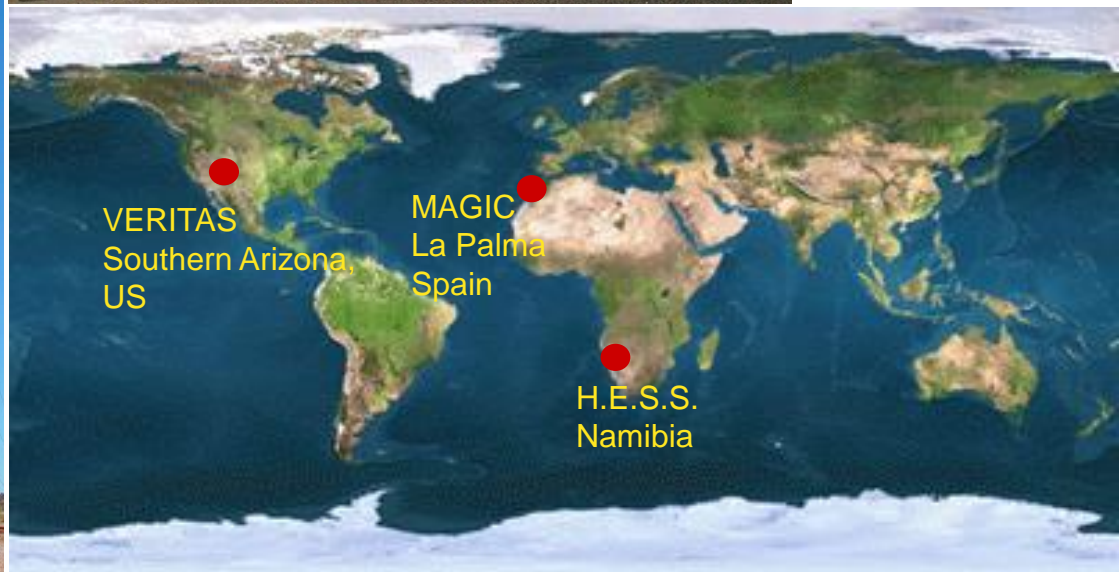 VERITAS
Southern Arizona,
US
MAGIC
La Palma
Spain
H.E.S.S.
Namibia